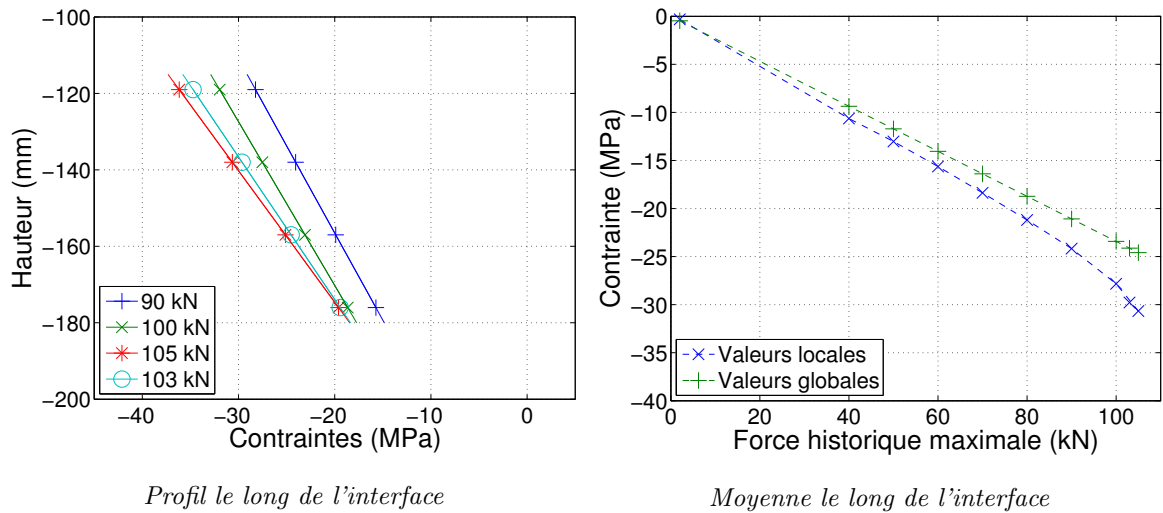 −100
−120
−140
−160
−180
−200
Hauteur (mm)
−40
−30
−20
−10
0
Contraintes (MPa)
90 kN
100 kN
105 kN
103 kN
Profil le long de l'interface
0
−5
−10
−15
−20
−25
−30
−35
−40
Contrainte (MPa)
0
20
40
60
80
100
Force historique maximale (kN)
Valeurs locales
Valeurs globales
Moyenne le long de l'interface